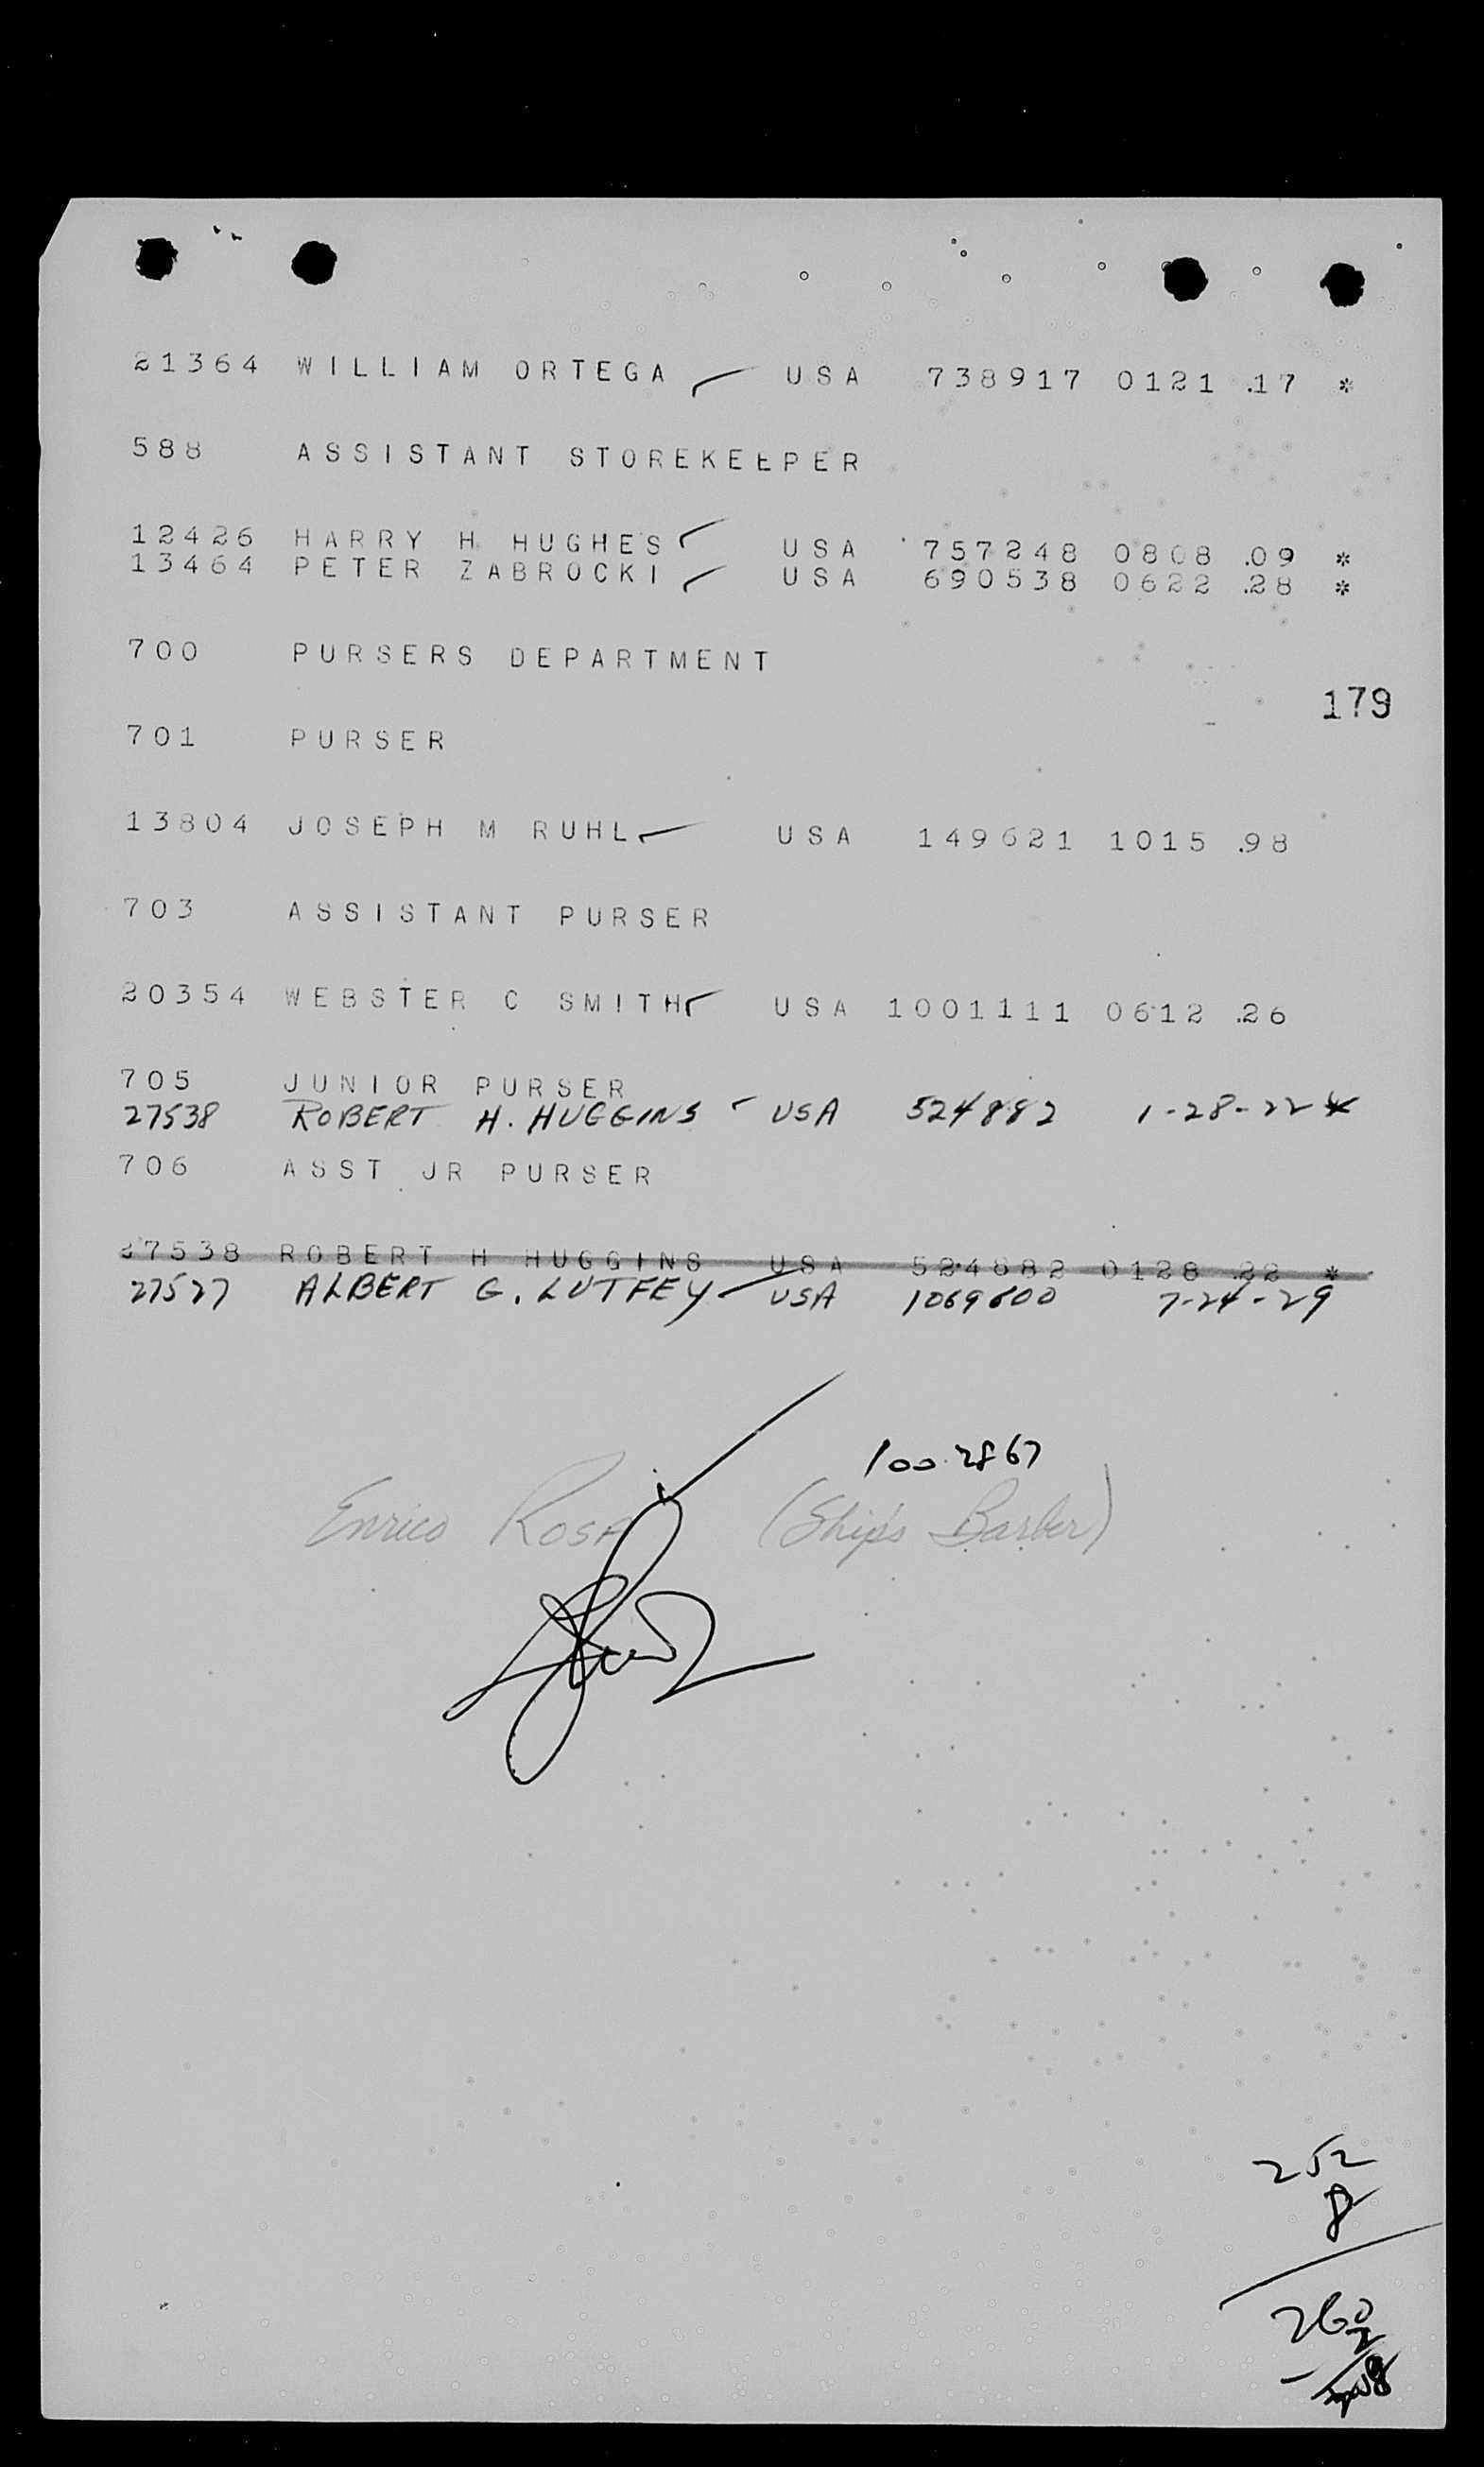 21364 WILLIAM ORTEGA USA 738917 0121 .17 *
588 ASSISTANT STOREKEEPER
12426 HARRY H HUGHES USA 757248 0808 .09 *
13464 PETER ZABROCKI USA 690538 0622 .28 *
700 PURSERS DEPARTMENT
179
701 PURSER
13804 JOSEPH M RUHL USA 149621 1015 .98
703 ASSISTANT PURSER
20354 WEBSTER C SMITH USA 1001111 0612 .26
705 JUNIOR PURSER
27538 ROBERT H. HUGGINS USA 524882 1-28-22 *
706 ASST JR PURSER
27538 ROBERT H HUGGINS USA 524882 0128 .22 *
27527 ALBERT G. LUTFEY USA 1069600 7-24-29
1002867
Enrico ROSA (Ship's Barber)
252
8
260
2